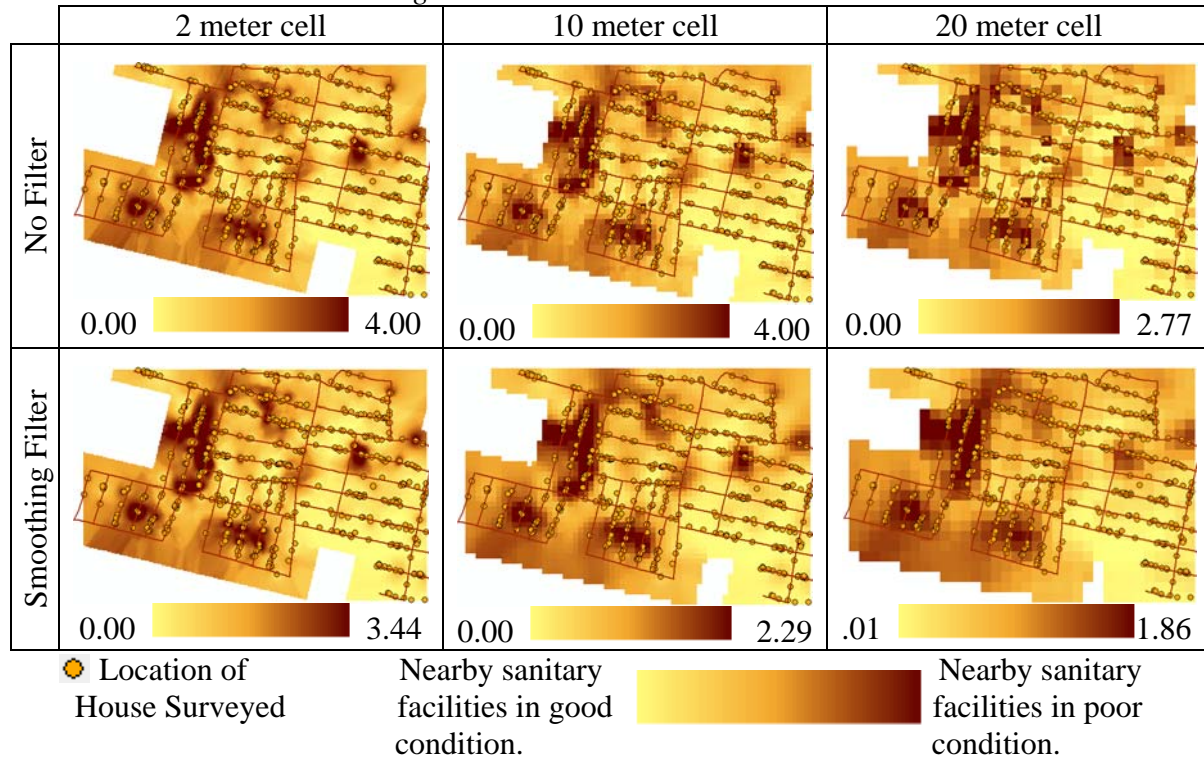 2 meter cell
10 meter cell
20 meter cell
No Filter
0.00 4.00
0.00 4.00
0.00 2.77
Smoothing Filter
0.00 3.44
0.00 2.29
.01 1.86
Location of
House Surveyed
Nearby sanitary
facilities in good
condition.
Nearby sanitary
facilities in poor
condition.